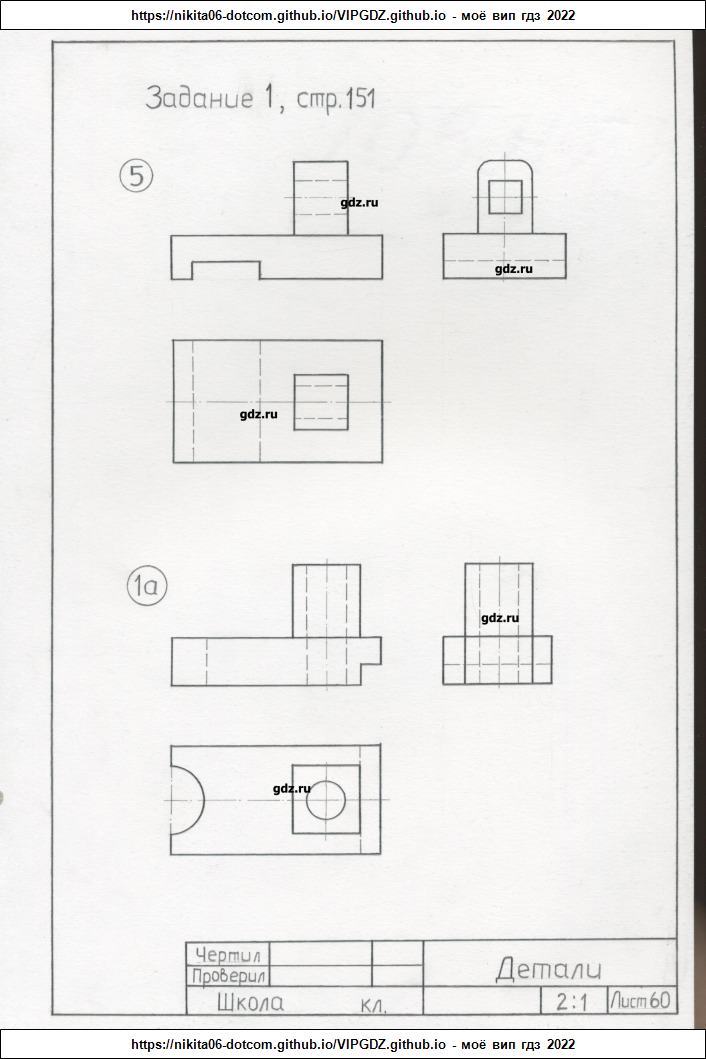 https://nikita06-dotcom.github.io/VIPGDZ.github.io - моё вип гдз 2022
Задание 1, стр.151
5
gdz.ru
gdz.ru
gdz.ru
1а
gdz.ru
gdz.ru
Чертил
Проверил
Детали
Школа кл.
2:1
Лист 60
https://nikita06-dotcom.github.io/VIPGDZ.github.io - моё вип гдз 2022